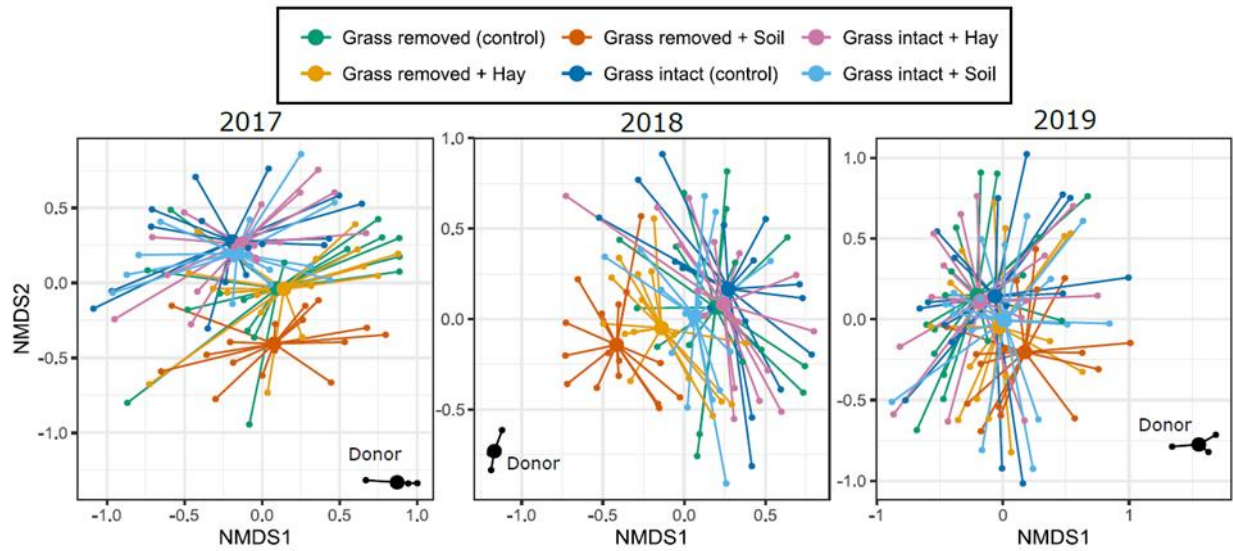 Grass removed (control) Grass removed + Soil Grass intact + Hay
Grass removed + Hay Grass intact (control) Grass intact + Soil
2017 2018 2019
NMDS2
0.5
0.0
-0.5
-1.0
Donor
-1.0 -0.5 0.0 0.5 1.0
NMDS1
1.0
0.5
0.0
-0.5
Donor
-1.0 -0.5 0.0 0.5
NMDS1
1.0
0.5
0.0
-0.5
-1.0
Donor
-1 0 1
NMDS1